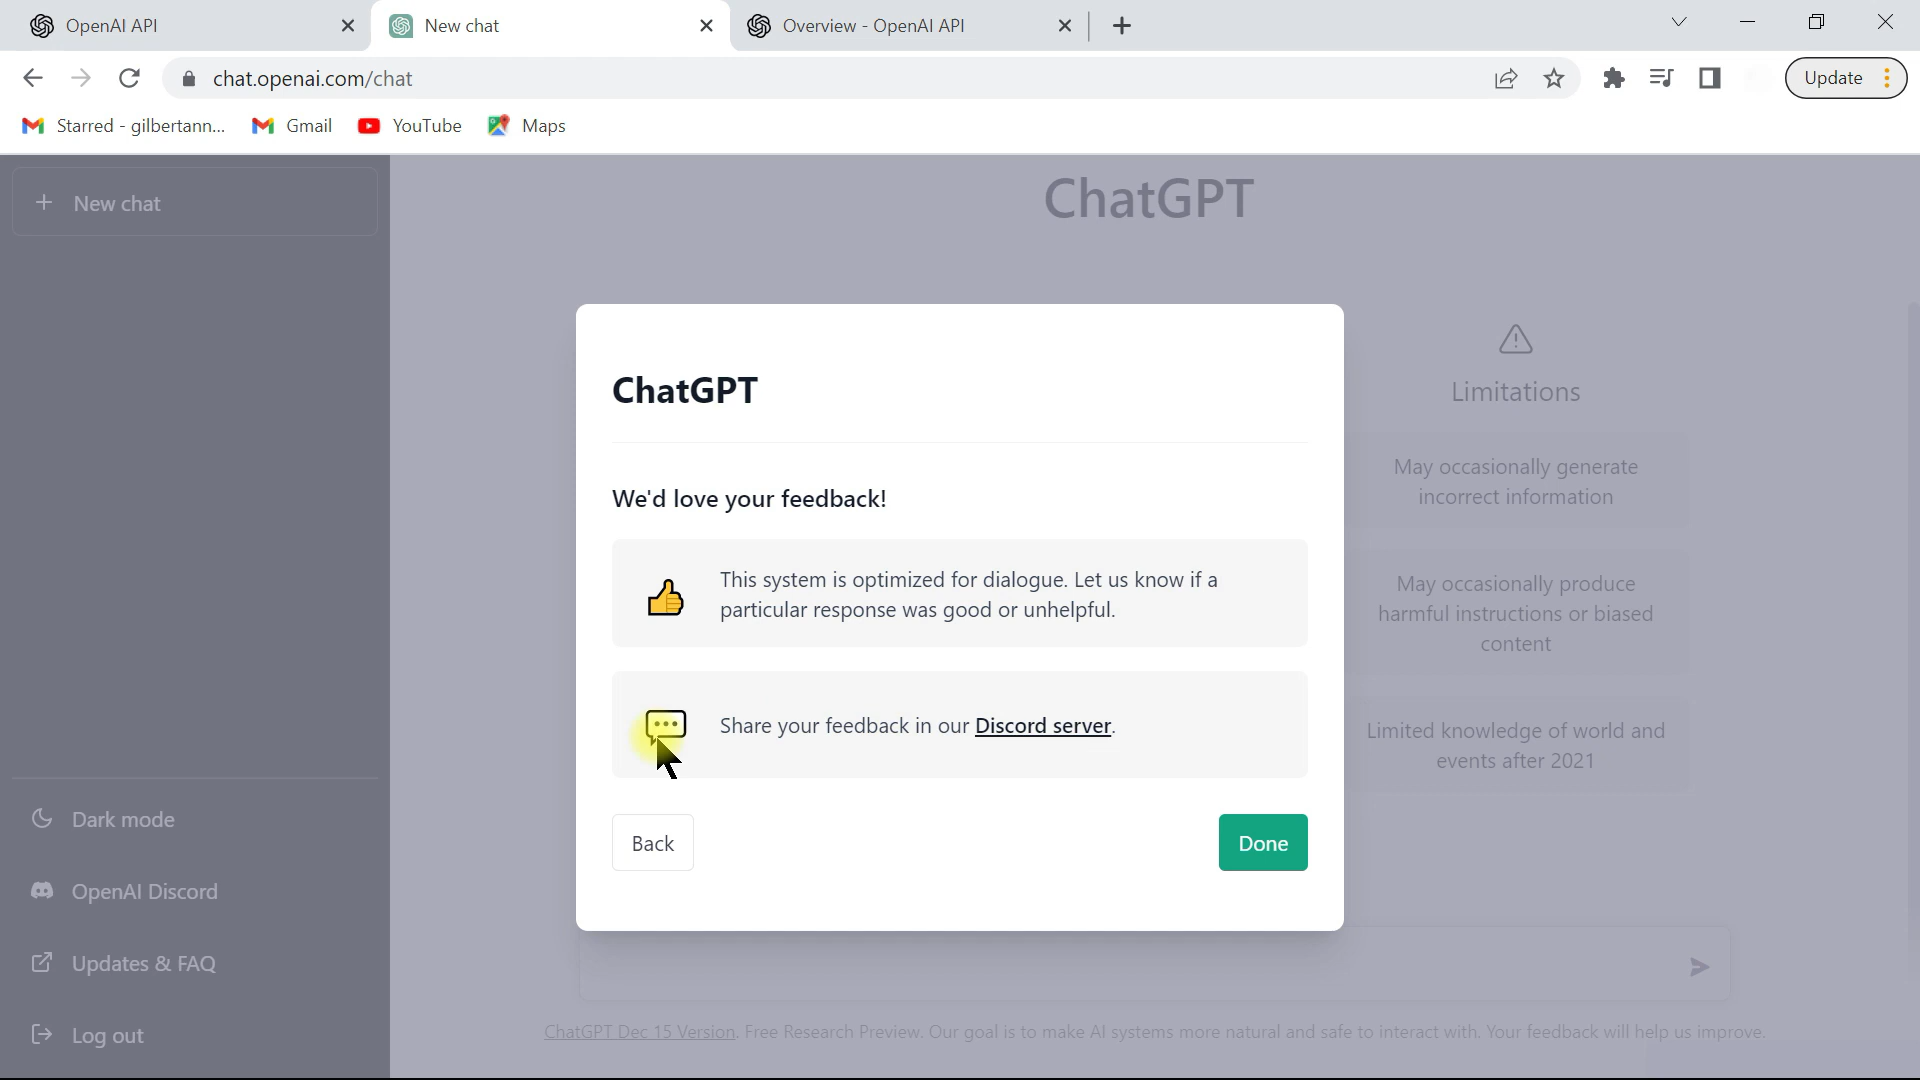 OpenAI API
New chat
Overview - OpenAI API
chat.openai.com/chat
Update
Starred - gilbertann...
Gmail
YouTube
Maps
New chat
ChatGPT
Limitations
May occasionally generate
incorrect information
May occasionally produce
harmful instructions or biased
content
Limited knowledge of world and
events after 2021
ChatGPT
We'd love your feedback!
This system is optimized for dialogue. Let us know if a
particular response was good or unhelpful.
Share your feedback in our Discord server.
Back
Done
Dark mode
OpenAI Discord
Updates & FAQ
Log out
ChatGPT Dec 15 Version. Free Research Preview. Our goal is to make AI systems more natural and safe to interact with. Your feedback will help us improve.